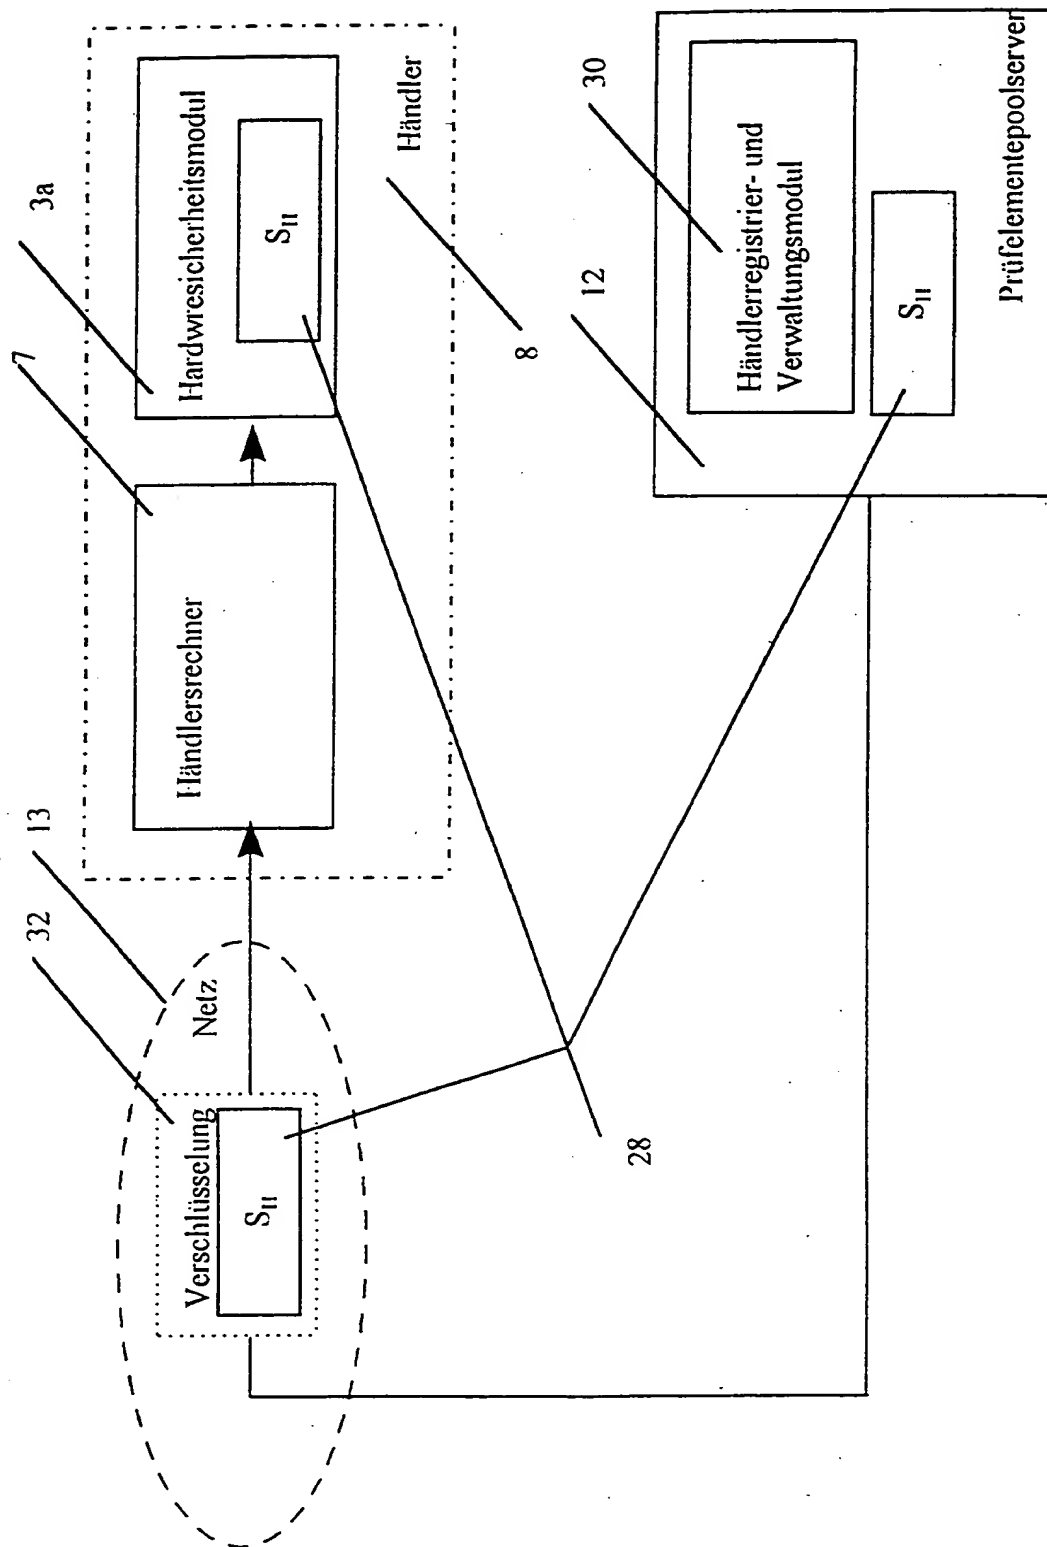 32
13
7
3a
Verschlüsselung
S_H
Netz
Händlersrechner
Hardwresicherheitsmodul
S_H
Händler
8
28
12
30
Händlerregistrier- und
Verwaltungsmodul
S_H
Prüfelementepoolserver